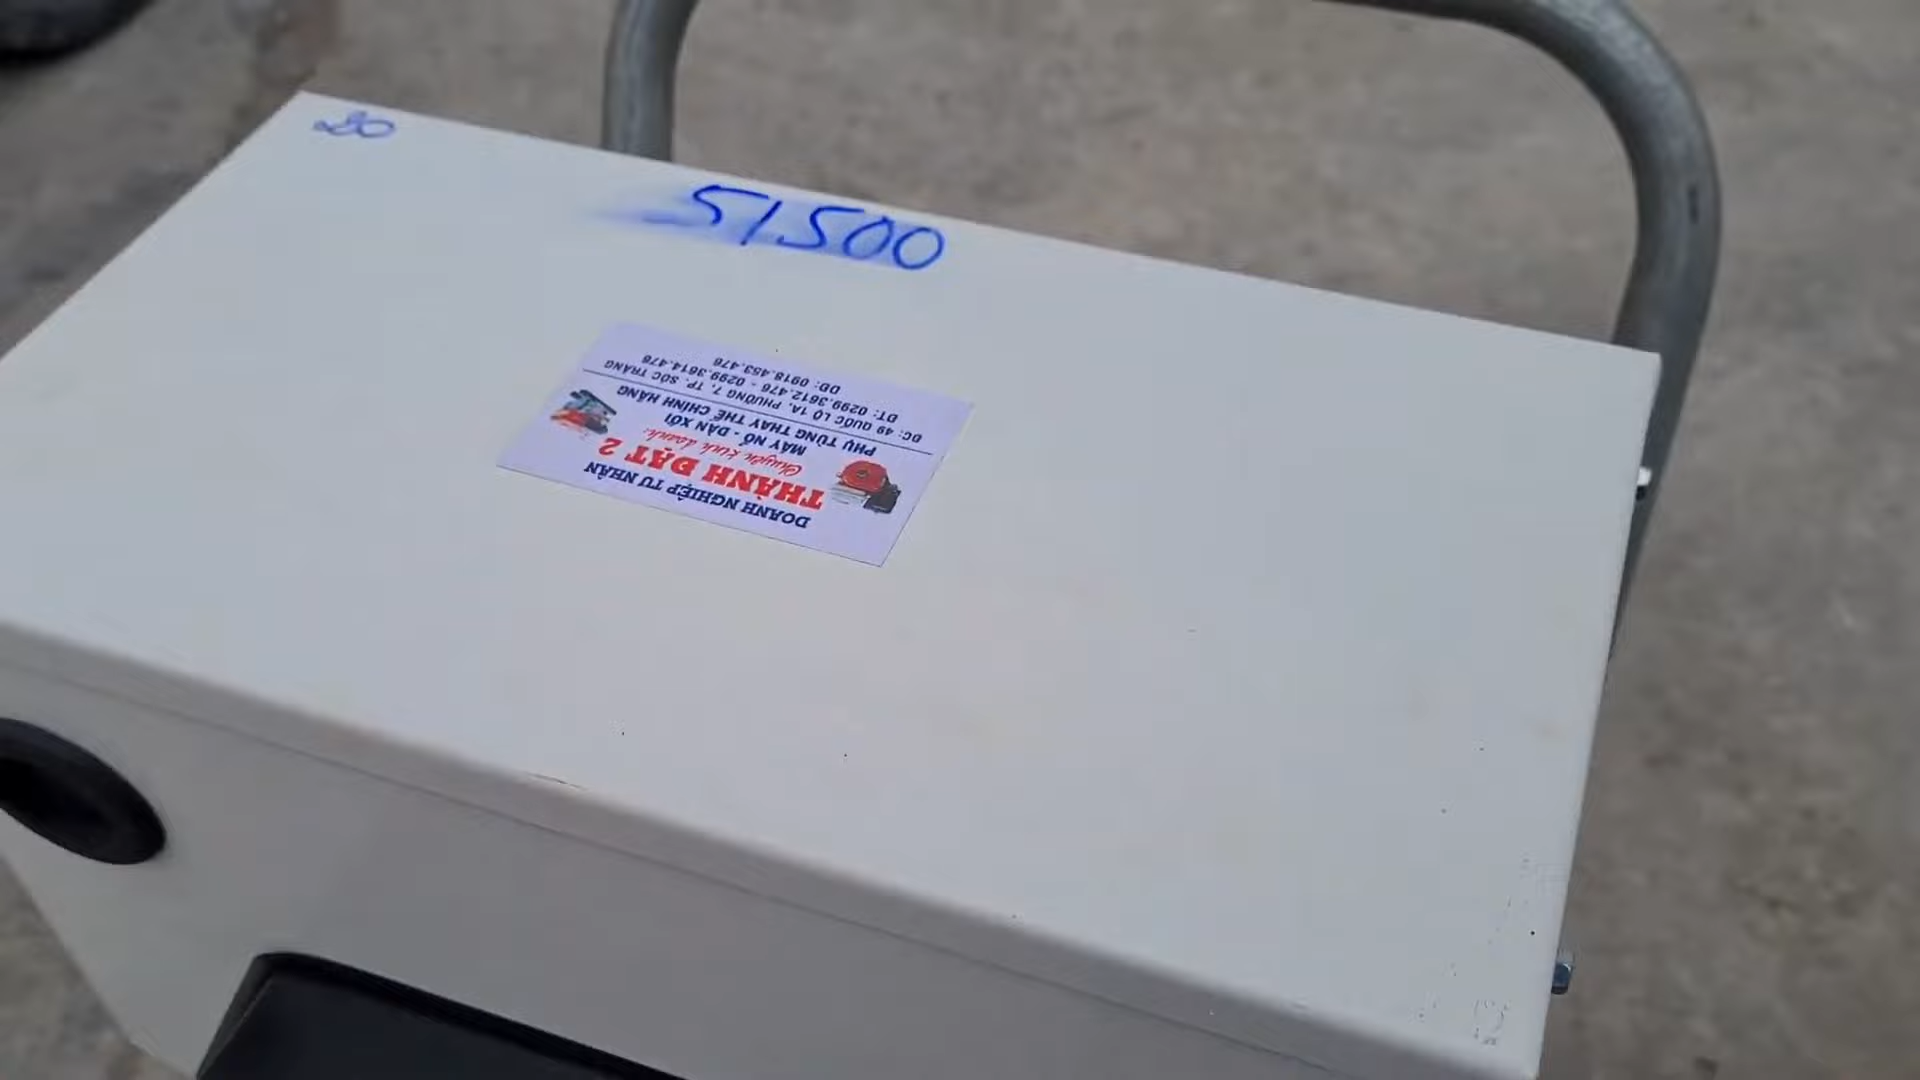 20
51500
DOANH NGHIỆP TƯ NHÂN
THÀNH ĐẠT 2
Chuyên kinh doanh:
MÁY NỔ - DÀN XỚI
PHỤ TÙNG THAY THẾ CHÍNH HÃNG
ĐC: 49 QUỐC LỘ 1A, PHƯỜNG 7, TP. SÓC TRĂNG
ĐT: 0299.3612.476 - 0299.3614.476
DĐ: 0918.453.476